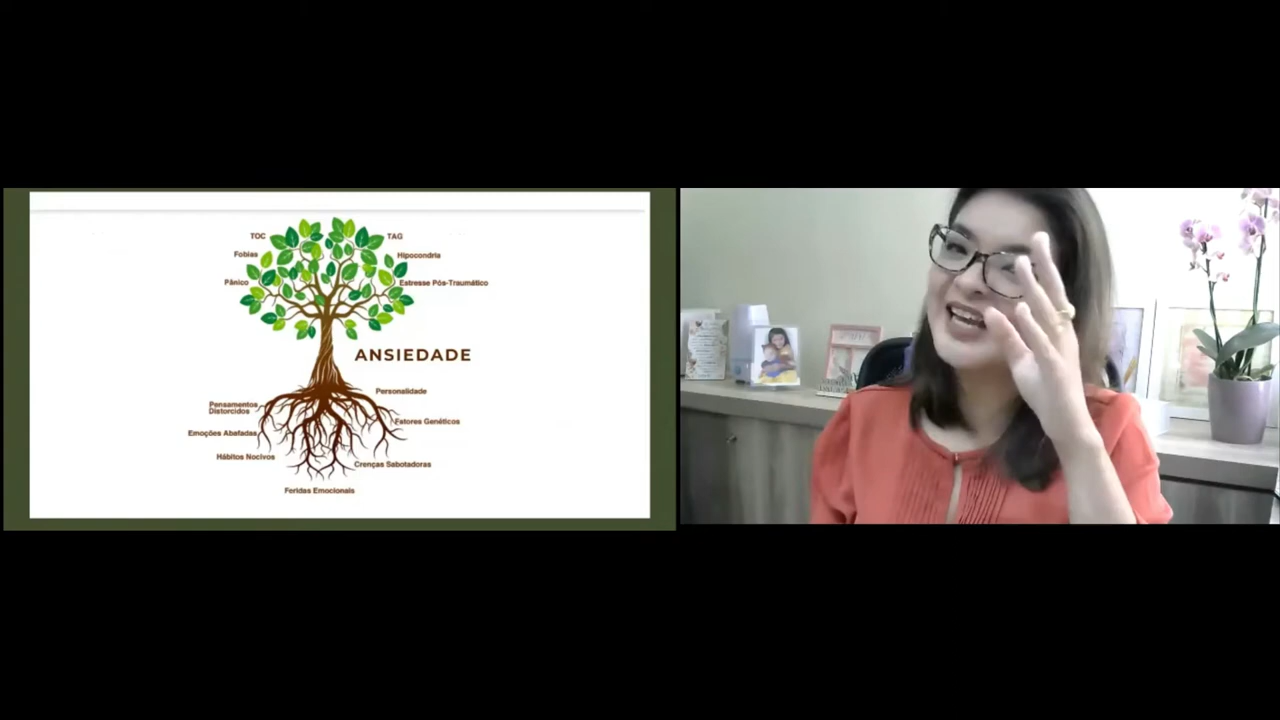 TOC
TAG
Fobias
Hipocondria
Pânico
Estresse Pós-Traumático
ANSIEDADE
Personalidade
Pensamentos
Distorcidos
Fatores Genéticos
Emoções Abafadas
Hábitos Nocivos
Crenças Sabotadoras
Feridas Emocionais